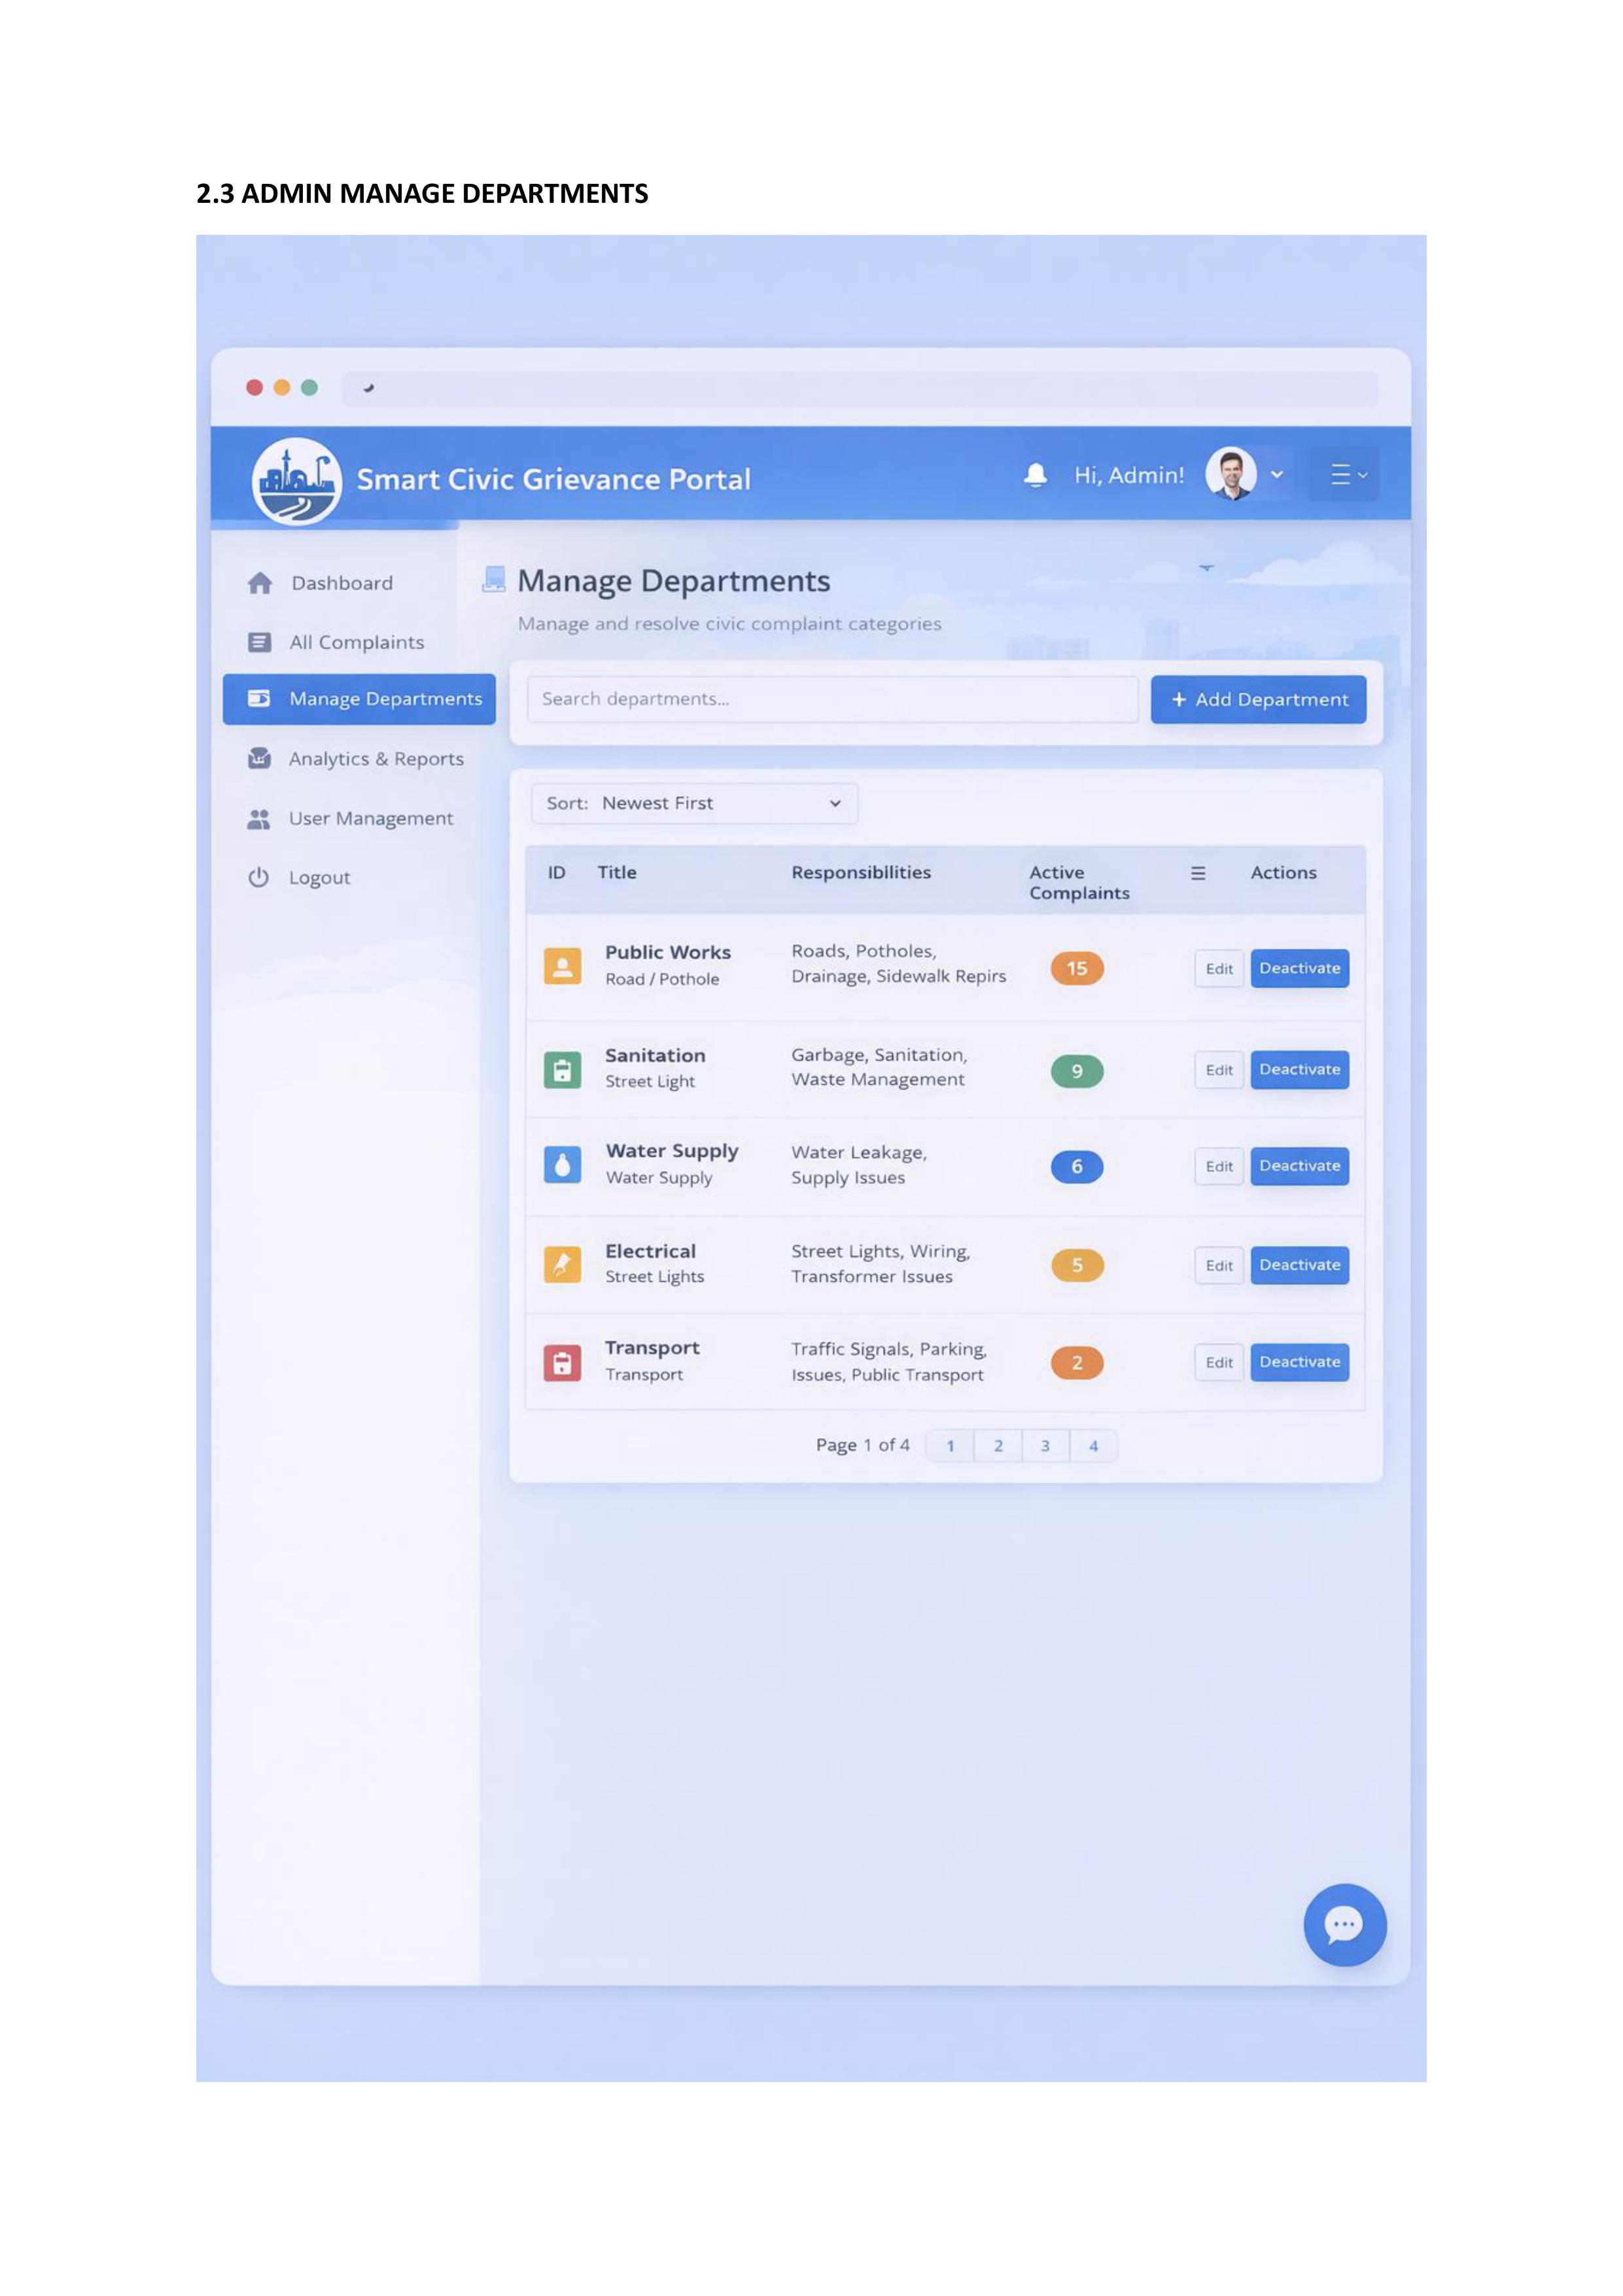 2.3 ADMIN MANAGE DEPARTMENTS
Smart Civic Grievance Portal
Hi, Admin!
Dashboard
All Complaints
Manage Departments
Analytics & Reports
User Management
Logout
Manage Departments
Manage and resolve civic complaint categories
Search departments...
+ Add Department
Sort: Newest First
ID Title Responsibilities Active Complaints Actions
Public Works
Road / Pothole
Roads, Potholes,
Drainage, Sidewalk Repirs
15
Edit Deactivate
Sanitation
Street Light
Garbage, Sanitation,
Waste Management
9
Edit Deactivate
Water Supply
Water Supply
Water Leakage,
Supply Issues
6
Edit Deactivate
Electrical
Street Lights
Street Lights, Wiring,
Transformer Issues
5
Edit Deactivate
Transport
Transport
Traffic Signals, Parking,
Issues, Public Transport
2
Edit Deactivate
Page 1 of 4 1 2 3 4